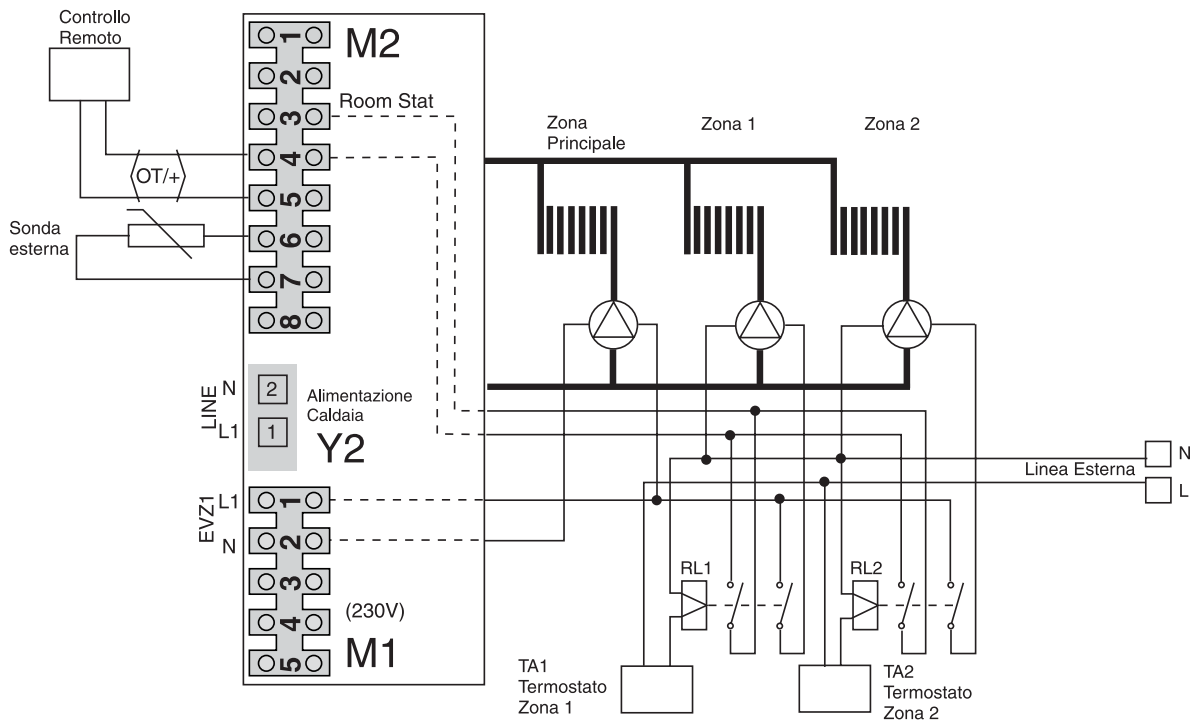 Controllo
Remoto
M2
1
2
3
4
5
6
7
8
Room Stat
OT/+
Sonda
esterna
Zona
Principale
Zona 1
Zona 2
LINE
N
L1
2
1
Alimentazione
Caldaia
Y2
EVZ1
L1
N
1
2
3
4
5
(230V)
M1
N
Linea Esterna
L
RL1
RL2
TA1
Termostato
Zona 1
TA2
Termostato
Zona 2